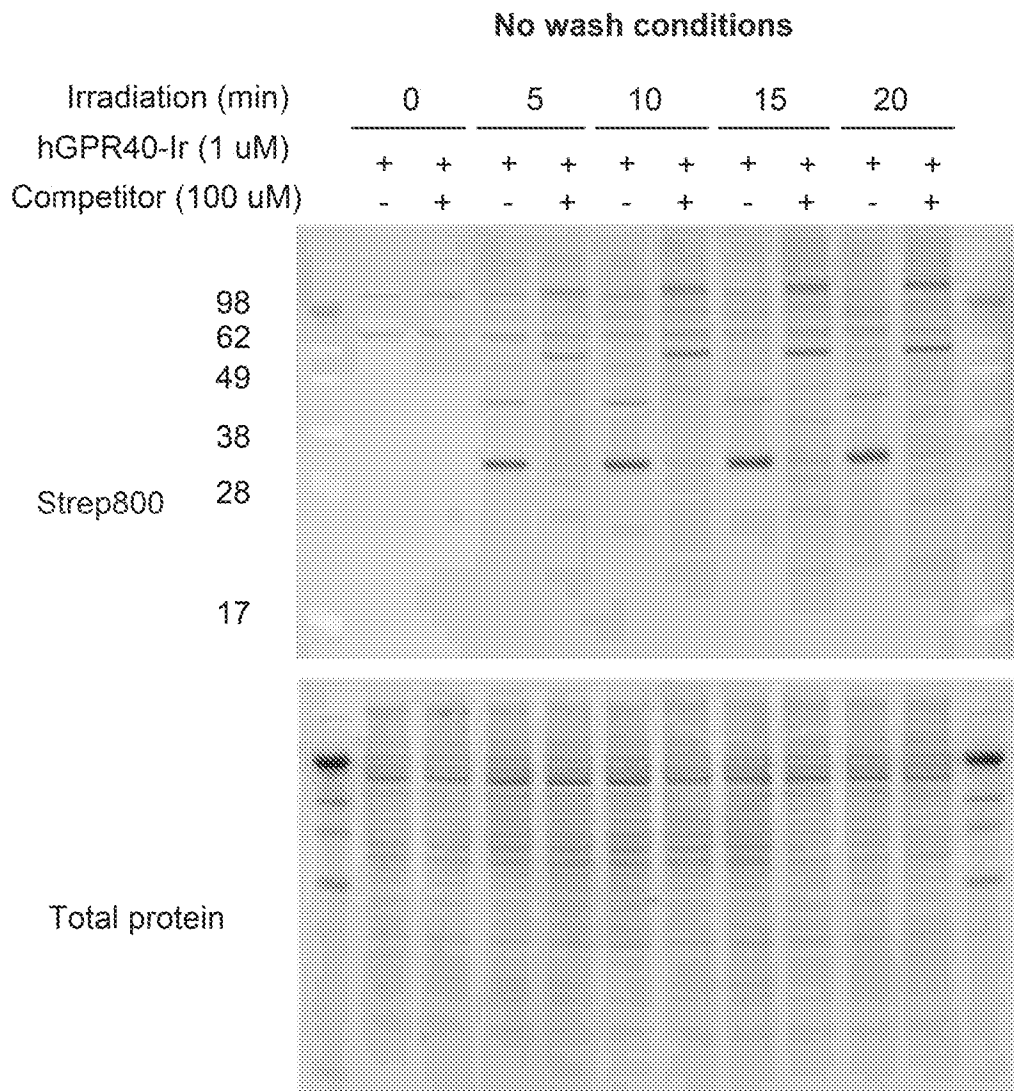 No wash conditions
Irradiation (min) 0 5 10 15 20
hGPR40-Ir (1 uM) + + + + + + + + + +
Competitor (100 uM) - + - + - + - + - +
98
62
49
38
28
Strep800
17
Total protein